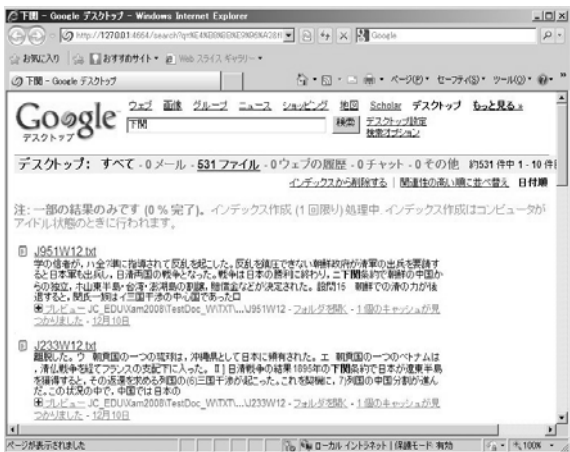 下関 - Google デスクトップ - Windows Internet Explorer
Google
お気に入り おすすめサイト Web スライス ギャラリー
下関 - Google デスクトップ
ページ(P) セーフティ(S) ツール(O)
ウェブ 画像 グループ ニュース ショッピング 地図 Scholar デスクトップ もっと見る »
Google
デスクトップ
下関
検索
デスクトップ設定
検索オプション
デスクトップ: すべて - 0 メール - 531 ファイル - 0 ウェブの履歴 - 0 チャット - 0 その他 約531 件中 1 - 10 件
インデックスから削除する | 関連性の高い順に並べ替え 日付順
注: 一部の結果のみです (0 % 完了)。インデックス作成 (1 回限り) 処理中. インデックス作成はコンピュータが
アイドル状態のときに行われます。
J951W12.txt
学の信者が, ハ全?準に指導されて反乱を起こした。反乱を鎮圧できない朝鮮政府が清軍の出兵を要請す
ると日本軍も出兵し, 日清両国の戦争となった。戦争は日本の勝利に終わり, ニ下関条約で朝鮮の中国か
らの独立, ホ山東半島・台湾・澎湖島の割譲, 賠償金などが決定された。設問15 朝鮮での清の力が後
退すると, 閔氏一族はイ三国干渉の中心国であったロ
プレビュー JC_EDU\Xam2008\TestDoc_W\TXT\...\J951W12 - フォルダを開く - 1 個のキャッシュが見
つかりました - 12月10日
J233W12.txt
離脱した。ウ 朝貢国の一つの琉球は, 沖縄県として日本に領有された。エ 朝貢国の一つのベトナムは
, 清仏戦争を経てフランスの支配下に入った。II] 日清戦争の結果1895年の下関条約で日本が遼東半島
を獲得すると, その返還を求める列国の(6)三国干渉が起こった。これを契機に, 7)列国の中国分割が進ん
だ。この状況の中で, 中国では日本の
プレビュー JC_EDU\Xam2008\TestDoc_W\TXT\...\J233W12 - フォルダを開く - 1 個のキャッシュが見
つかりました - 12月10日
ページが表示されました
ローカル イントラネット | 保護モード: 有効
100%